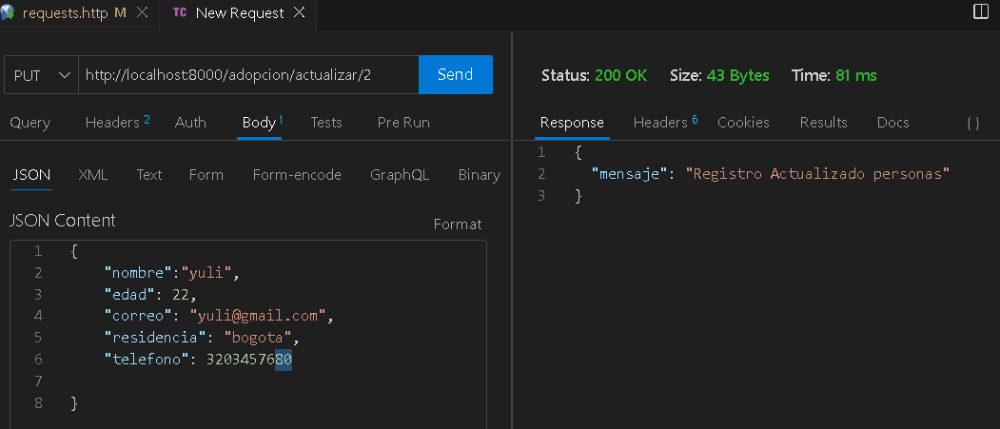 requests.http M
TC New Request
PUT http://localhost:8000/adopcion/actualizar/2 Send
Query Headers 2 Auth Body 1 Tests Pre Run
JSON XML Text Form Form-encode GraphQL Binary
JSON Content
Format
1 {
2 "nombre":"yuli",
3 "edad": 22,
4 "correo": "yuli@gmail.com",
5 "residencia": "bogota",
6 "telefono": 3203457680
7
8 }
Status: 200 OK Size: 43 Bytes Time: 81 ms
Response Headers 6 Cookies Results Docs { }
1 {
2 "mensaje": "Registro Actualizado personas"
3 }